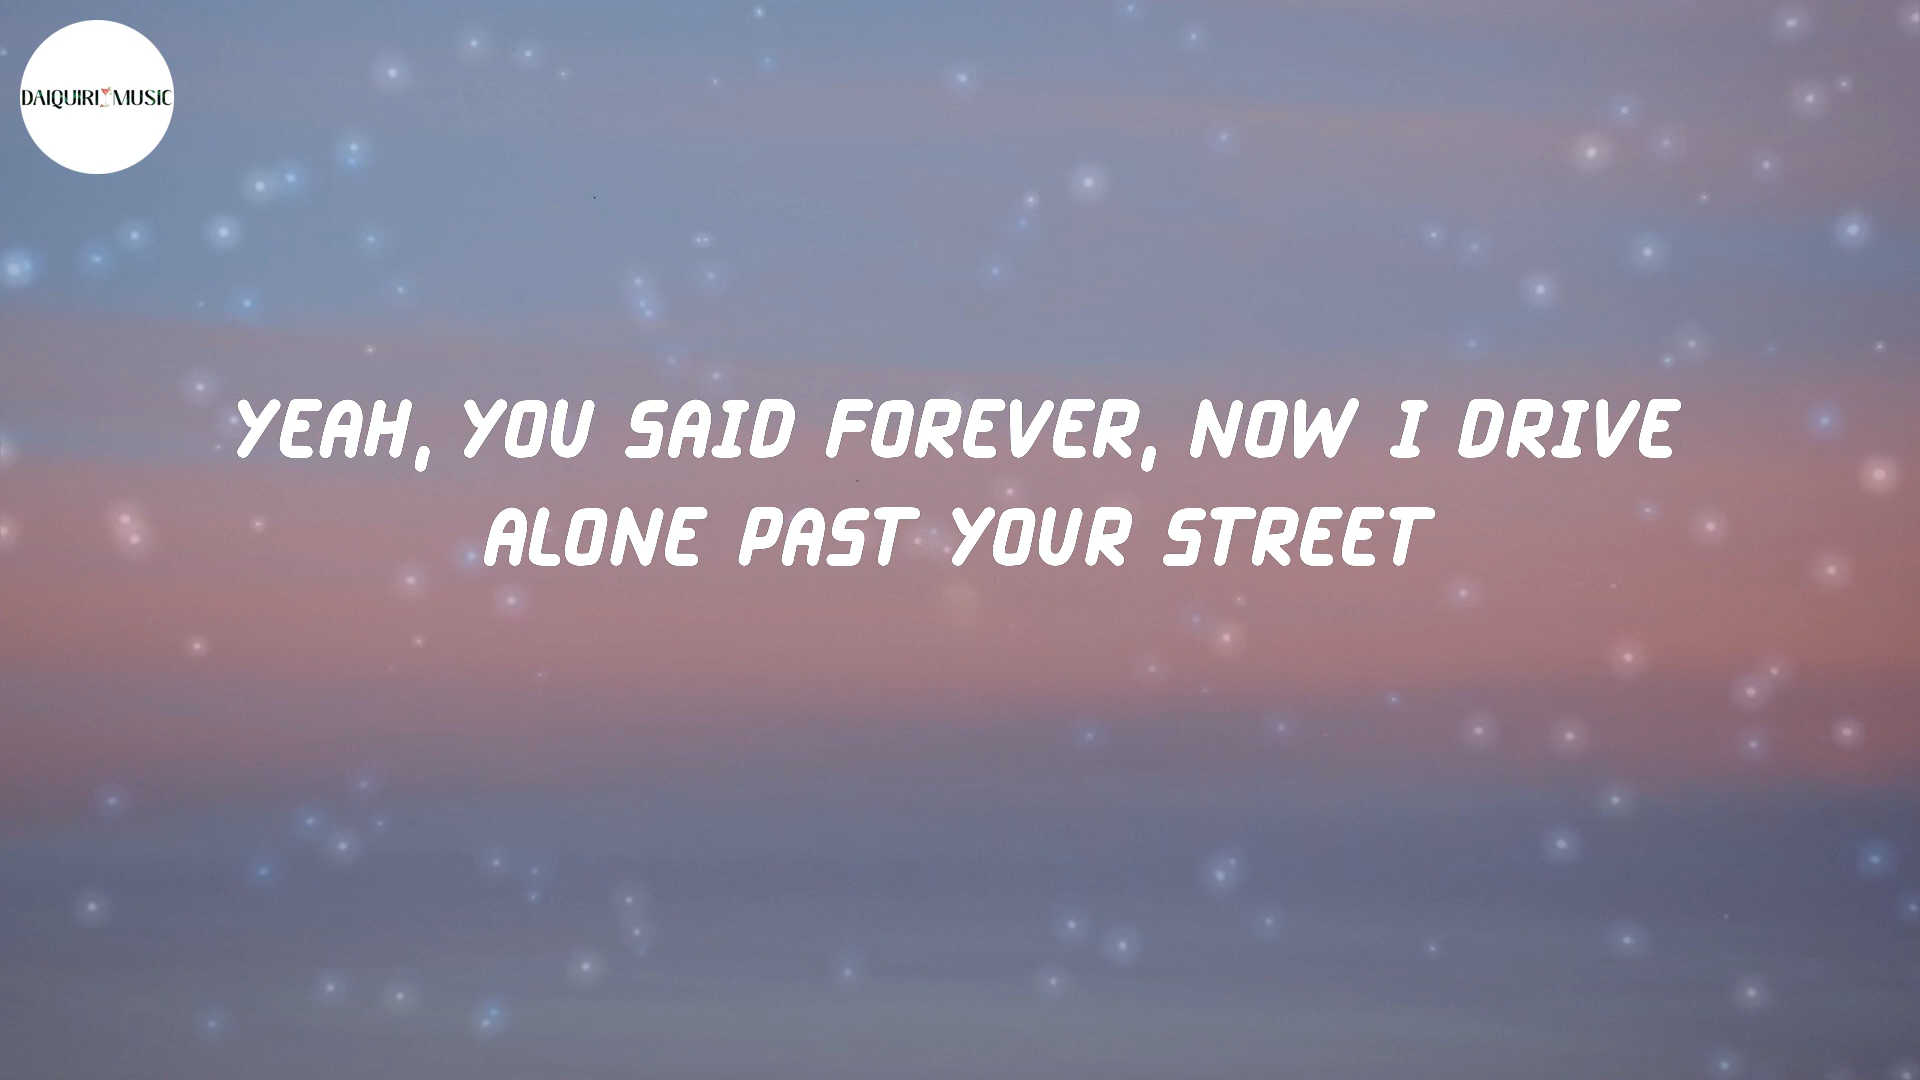 DAIQUIRI MUSIC
YEAH, YOU SAID FOREVER, NOW I DRIVE
ALONE PAST YOUR STREET